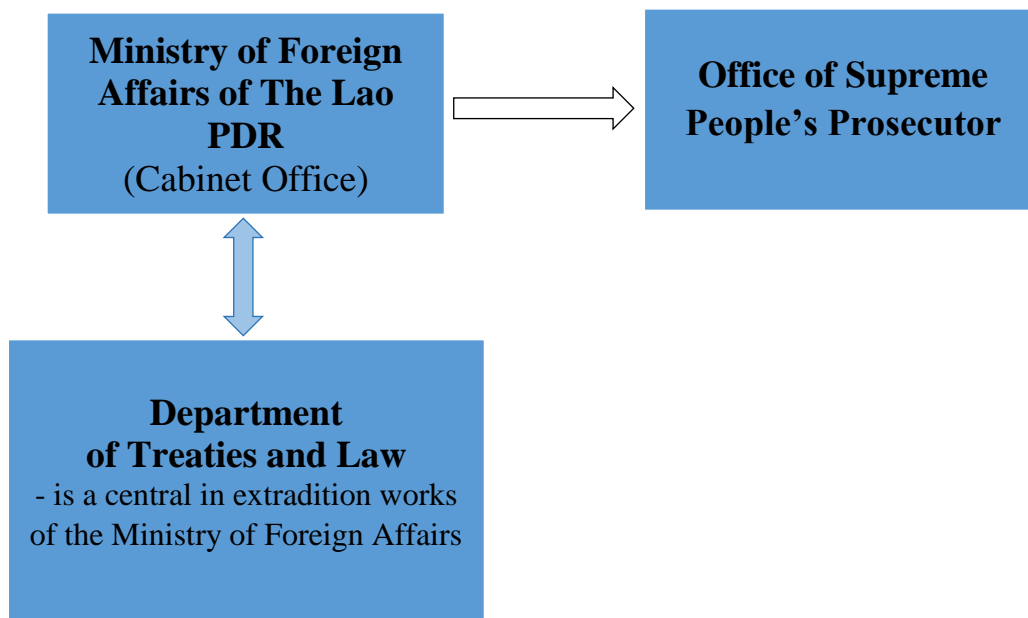 Ministry of Foreign
Affairs of The Lao
PDR
(Cabinet Office)
Office of Supreme
People’s Prosecutor
Department
of Treaties and Law
- is a central in extradition works
of the Ministry of Foreign Affairs